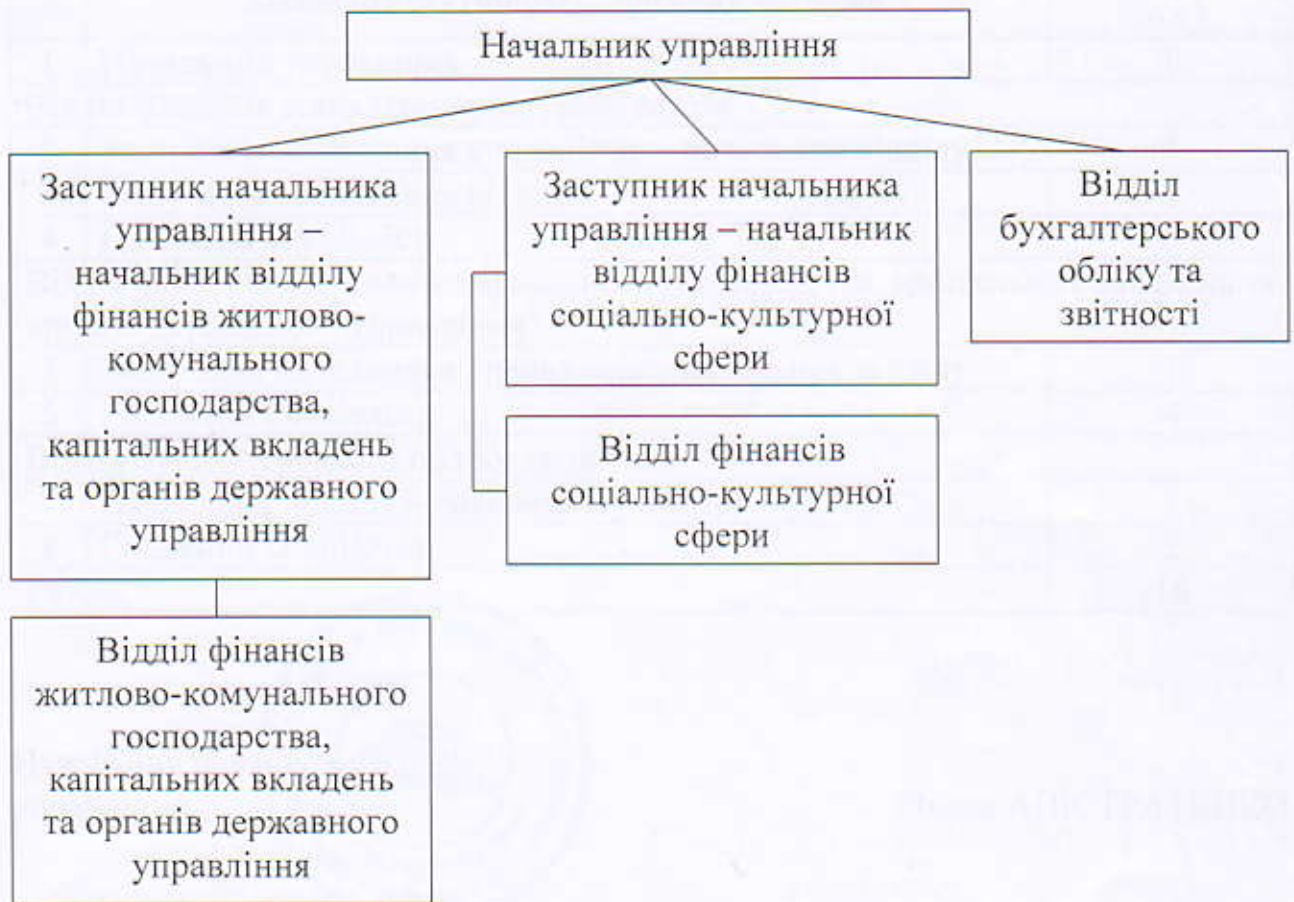 Начальник управління
Заступник начальника
управління –
начальник відділу
фінансів житлово-
комунального
господарства,
капітальних вкладень
та органів державного
управління
Заступник начальника
управління – начальник
відділу фінансів
соціально-культурної
сфери
Відділ
бухгалтерського
обліку та
звітності
Відділ фінансів
соціально-культурної
сфери
Відділ фінансів
житлово-комунального
господарства,
капітальних вкладень
та органів державного
управління